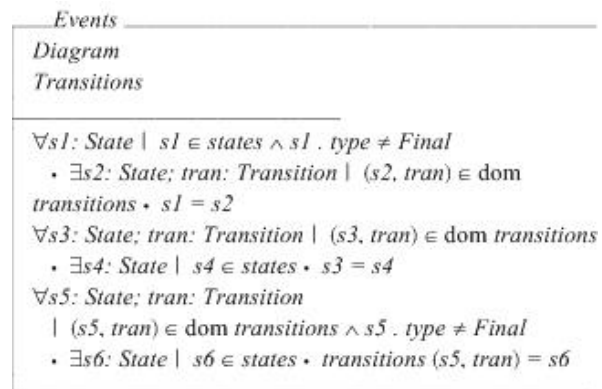 Events
Diagram
Transitions
∀s1: State | s1 ∈ states ∧ s1 . type ≠ Final
• ∃s2: State; tran: Transition | (s2, tran) ∈ dom
transitions • s1 = s2
∀s3: State; tran: Transition | (s3, tran) ∈ dom transitions
• ∃s4: State | s4 ∈ states • s3 = s4
∀s5: State; tran: Transition
| (s5, tran) ∈ dom transitions ∧ s5 . type ≠ Final
• ∃s6: State | s6 ∈ states • transitions (s5, tran) = s6